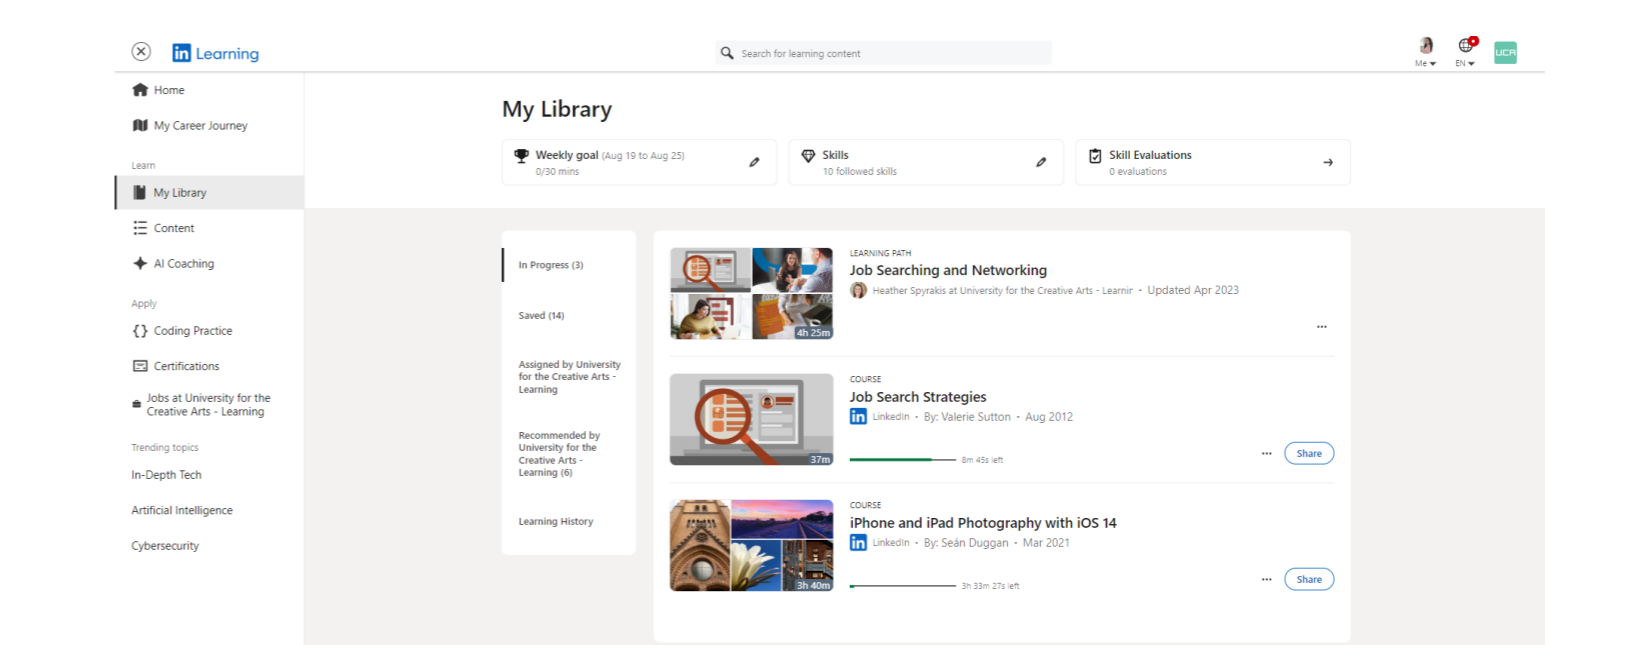 in Learning
Search for learning content
Me
EN
UCA
Home
My Career Journey
Learn
My Library
Content
AI Coaching
Apply
Coding Practice
Certifications
Jobs at University for the
Creative Arts - Learning
Trending topics
In-Depth Tech
Artificial Intelligence
Cybersecurity
My Library
Weekly goal (Aug 19 to Aug 25)
0/30 mins
Skills
10 followed skills
Skill Evaluations
0 evaluations
In Progress (3)
Saved (14)
Assigned by University
for the Creative Arts -
Learning
Recommended by
University for the
Creative Arts -
Learning (6)
Learning History
4h 25m
LEARNING PATH
Job Searching and Networking
Heather Spyrakis at University for the Creative Arts - Learnin • Updated Apr 2023
37m
COURSE
Job Search Strategies
in LinkedIn • By: Valerie Sutton • Aug 2012
8m 45s left
Share
3h 40m
COURSE
iPhone and iPad Photography with iOS 14
in LinkedIn • By: Seán Duggan • Mar 2021
3h 33m 27s left
Share